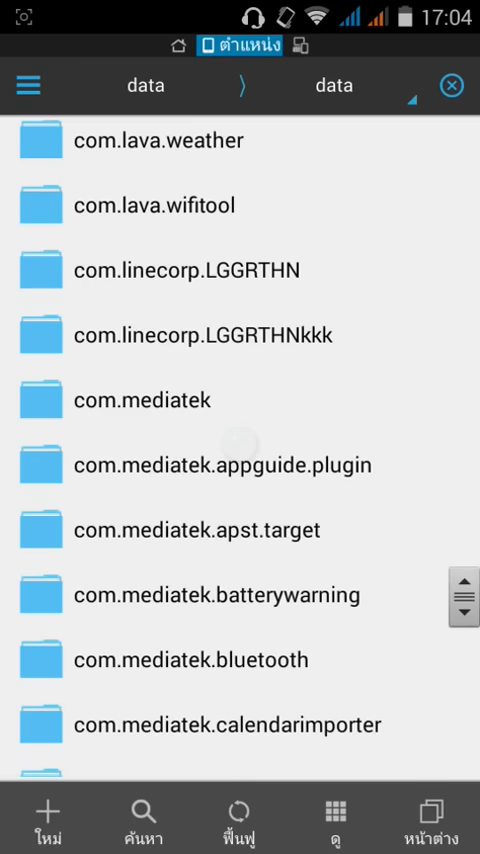 17:04
ตำแหน่ง
data 〉 data
com.lava.weather
com.lava.wifitool
com.linecorp.LGGRTHN
com.linecorp.LGGRTHNkkk
com.mediatek
com.mediatek.appguide.plugin
com.mediatek.apst.target
com.mediatek.batterywarning
com.mediatek.bluetooth
com.mediatek.calendarimporter
ใหม่ ค้นหา ฟื้นฟู ดู หน้าต่าง